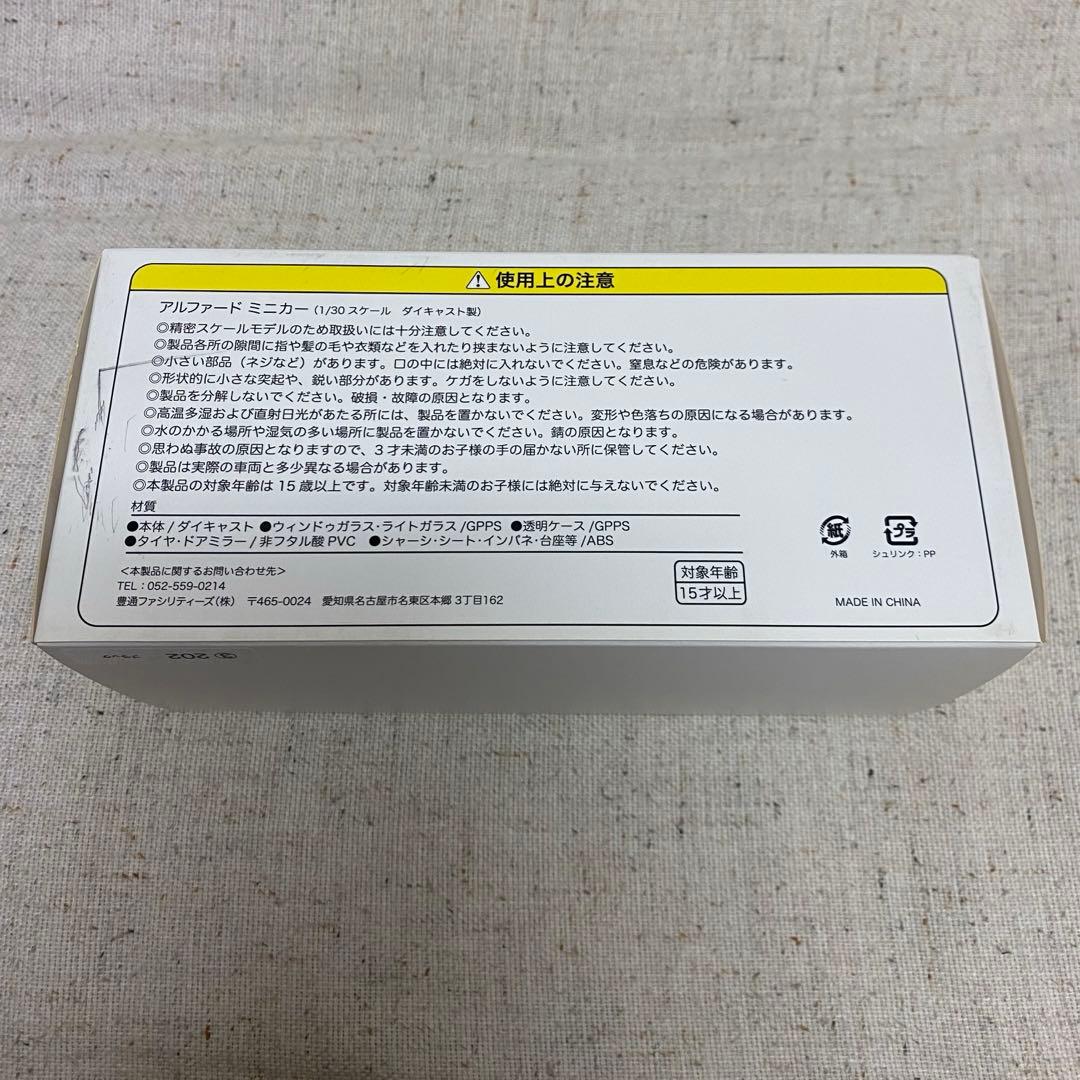 ⚠使用上の注意
アルファード ミニカー(1/30 スケール ダイキャスト製)
◎精密スケールモデルのため取扱いには十分注意してください。
◎製品各所の隙間に指や髪の毛や衣類などを入れたり挟まないように注意してください。
◎小さい部品(ネジなど)があります。口の中には絶対に入れないでください。窒息などの危険があります。
◎形状的に小さな突起や、鋭い部分があります。ケガをしないように注意してください。
◎製品を分解しないでください。破損・故障の原因となります。
◎高温多湿および直射日光があたる所には、製品を置かないでください。変形や色落ちの原因になる場合があります。
◎水のかかる場所や湿気の多い場所に製品を置かないでください。錆の原因となります。
◎思わぬ事故の原因となりますので、3才未満のお子様の手の届かない所に保管してください。
◎製品は実際の車両と多少異なる場合があります。
◎本製品の対象年齢は 15 歳以上です。対象年齢未満のお子様には絶対に与えないでください。
材質
●本体/ダイキャスト ●ウィンドゥガラス・ライトガラス/GPPS ●透明ケース/GPPS
●タイヤ・ドアミラー/非フタル酸 PVC ●シャーシ・シート・インパネ・台座等/ABS
紙
外箱
プラ
シュリンク:PP
<本製品に関するお問い合わせ先>
TEL:052-559-0214
豊通ファシリティーズ(株) 〒465-0024 愛知県名古屋市名東区本郷 3丁目162
対象年齢
15才以上
MADE IN CHINA
③202